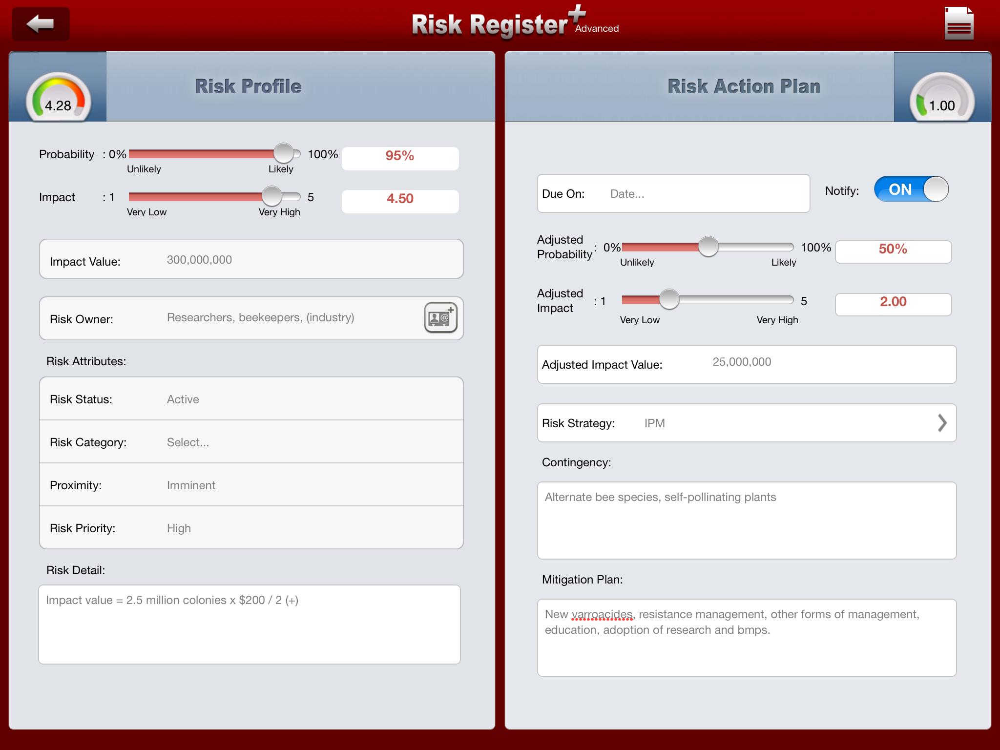 Risk Register+ Advanced
4.28
Risk Profile
Probability : 0% 100% 95%
Unlikely Likely
Impact : 1 5 4.50
Very Low Very High
Impact Value: 300,000,000
Risk Owner: Researchers, beekeepers, (industry)
Risk Attributes:
Risk Status: Active
Risk Category: Select...
Proximity: Imminent
Risk Priority: High
Risk Detail:
Impact value = 2.5 million colonies x $200 / 2 (+)
Risk Action Plan
1.00
Due On: Date...
Notify: ON
Adjusted
Probability : 0% 100% 50%
Unlikely Likely
Adjusted
Impact : 1 5 2.00
Very Low Very High
Adjusted Impact Value: 25,000,000
Risk Strategy: IPM
Contingency:
Alternate bee species, self-pollinating plants
Mitigation Plan:
New varroacides, resistance management, other forms of management,
education, adoption of research and bmps.